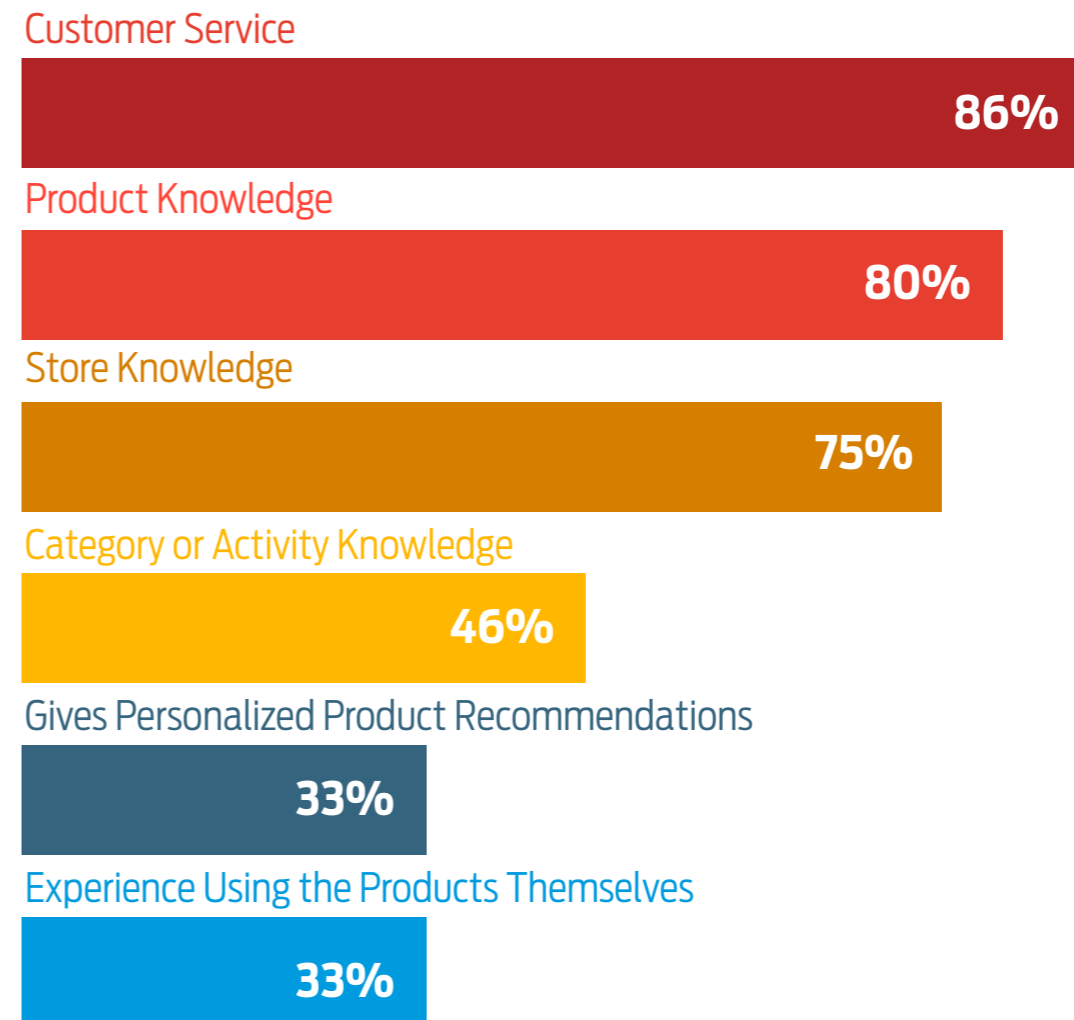 Customer Service
86%
Product Knowledge
80%
Store Knowledge
75%
Category or Activity Knowledge
46%
Gives Personalized Product Recommendations
33%
Experience Using the Products Themselves
33%